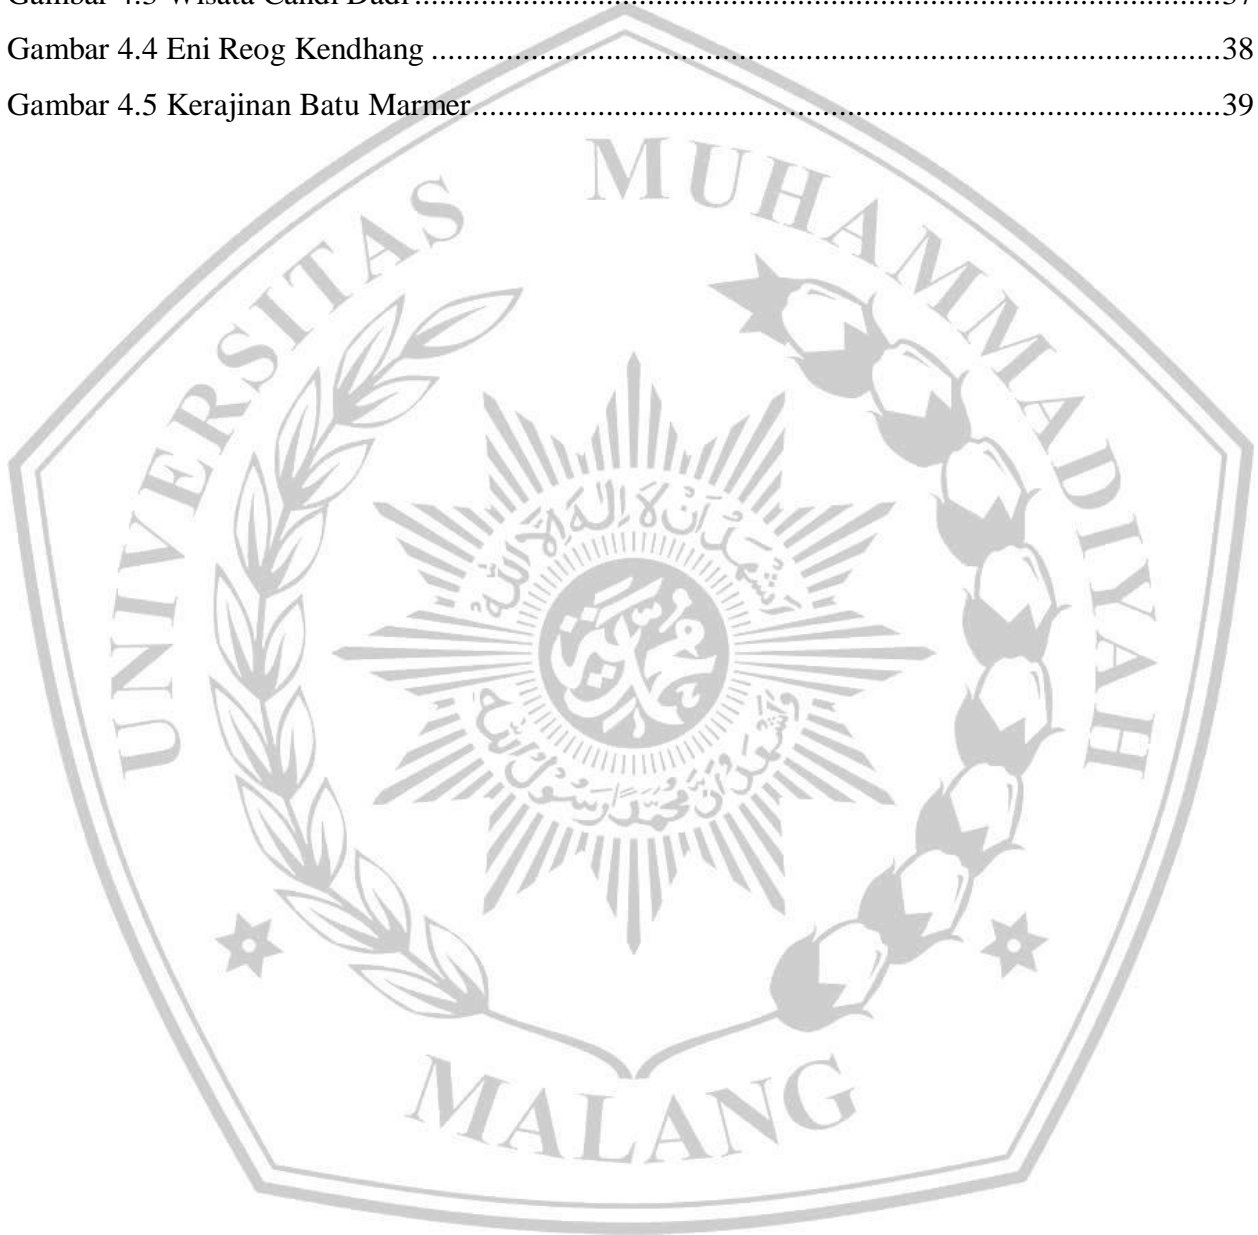 Gambar 4.3 Wisata Candi Dadi 37
Gambar 4.4 Eni Reog Kendhang 38
Gambar 4.5 Kerajinan Batu Marmer 39
UNIVERSITAS MUHAMMADIYAH
MALANG